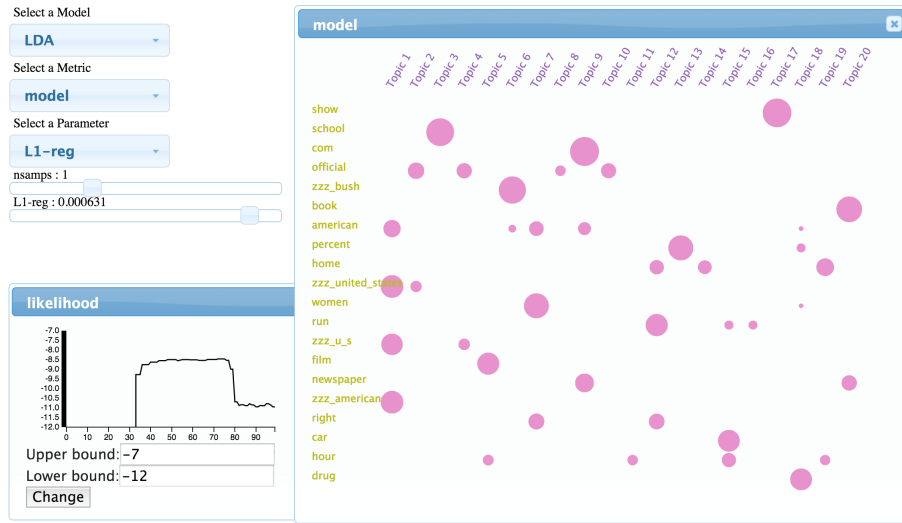 Select a Model
LDA
Select a Metric
model
Select a Parameter
L1-reg
nsamps : 1
L1-reg : 0.000631
likelihood
-7.0
-7.5
-8.0
-8.5
-9.0
-9.5
-10.0
-10.5
-11.0
-11.5
-12.0
0 10 20 30 40 50 60 70 80 90
Upper bound: -7
Lower bound: -12
Change
model
Topic 1 Topic 2 Topic 3 Topic 4 Topic 5 Topic 6 Topic 7 Topic 8 Topic 9 Topic 10 Topic 11 Topic 12 Topic 13 Topic 14 Topic 15 Topic 16 Topic 17 Topic 18 Topic 19 Topic 20
show
school
com
official
zzz_bush
book
american
percent
home
zzz_united_states
women
run
zzz_u_s
film
newspaper
zzz_american
right
car
hour
drug